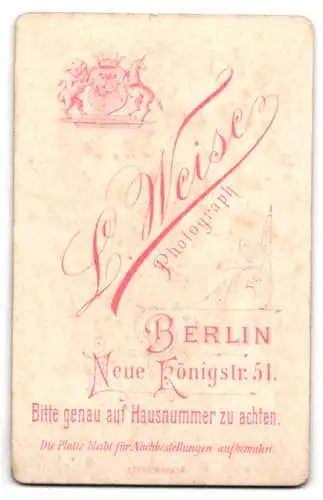 L. Weise
Photograph
BERLIN
Neue Königstr. 51.
Bitte genau auf Hausnummer zu achten.
Die Platte bleibt für Nachbestellungen aufbewahrt.